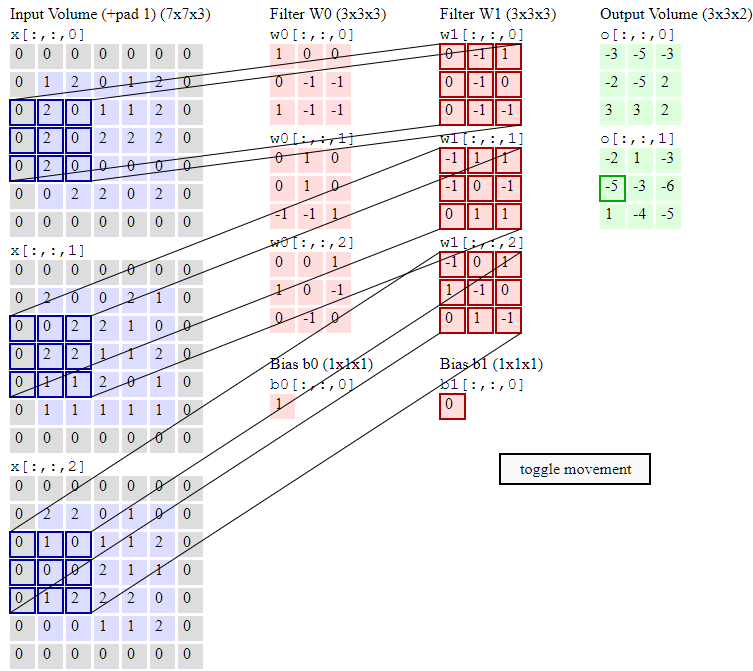 Input Volume (+pad 1) (7x7x3)
x[:,:,0]
0 0 0 0 0 0 0
0 1 2 0 1 2 0
0 2 0 1 1 2 0
0 2 0 2 2 2 0
0 2 0 0 0 0 0
0 0 2 2 0 2 0
0 0 0 0 0 0 0
x[:,:,1]
0 0 0 0 0 0 0
0 2 0 0 2 1 0
0 0 2 2 1 0 0
0 2 2 1 1 2 0
0 1 1 2 0 1 0
0 1 1 1 1 1 0
0 0 0 0 0 0 0
x[:,:,2]
0 0 0 0 0 0 0
0 2 2 0 1 0 0
0 1 0 1 1 2 0
0 0 0 2 1 1 0
0 1 2 2 2 0 0
0 0 0 1 1 2 0
0 0 0 0 0 0 0
Filter W0 (3x3x3)
w0[:,:,0]
1 0 0
0 -1 -1
1 -1 -1
w0[:,:,1]
0 1 0
0 1 0
-1 -1 1
w0[:,:,2]
0 0 1
1 0 -1
0 -1 0
Bias b0 (1x1x1)
b0[:,:,0]
1
Filter W1 (3x3x3)
w1[:,:,0]
0 -1 1
0 -1 0
0 -1 -1
w1[:,:,1]
-1 1 1
-1 0 -1
0 1 1
w1[:,:,2]
-1 0 1
1 -1 0
0 1 -1
Bias b1 (1x1x1)
b1[:,:,0]
0
Output Volume (3x3x2)
o[:,:,0]
-3 -5 -3
-2 -5 2
3 3 2
o[:,:,1]
-2 1 -3
-5 -3 -6
1 -4 -5
toggle movement